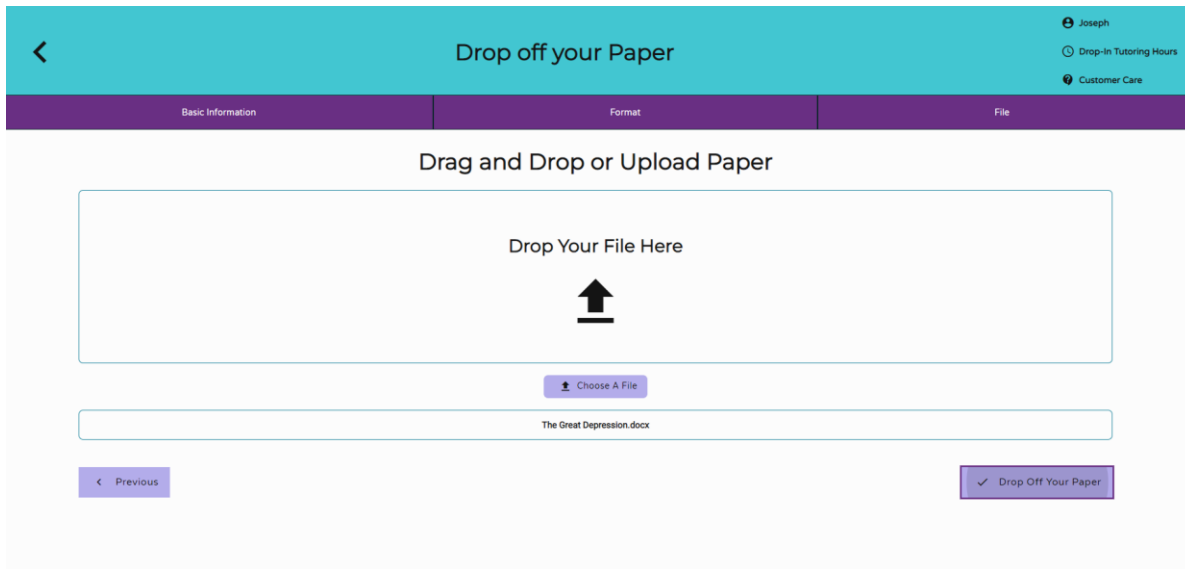 Joseph
Drop off your Paper
Drop-In Tutoring Hours
Customer Care
Basic Information
Format
File
Drag and Drop or Upload Paper
Drop Your File Here
Choose A File
The Great Depression.docx
Previous
Drop Off Your Paper